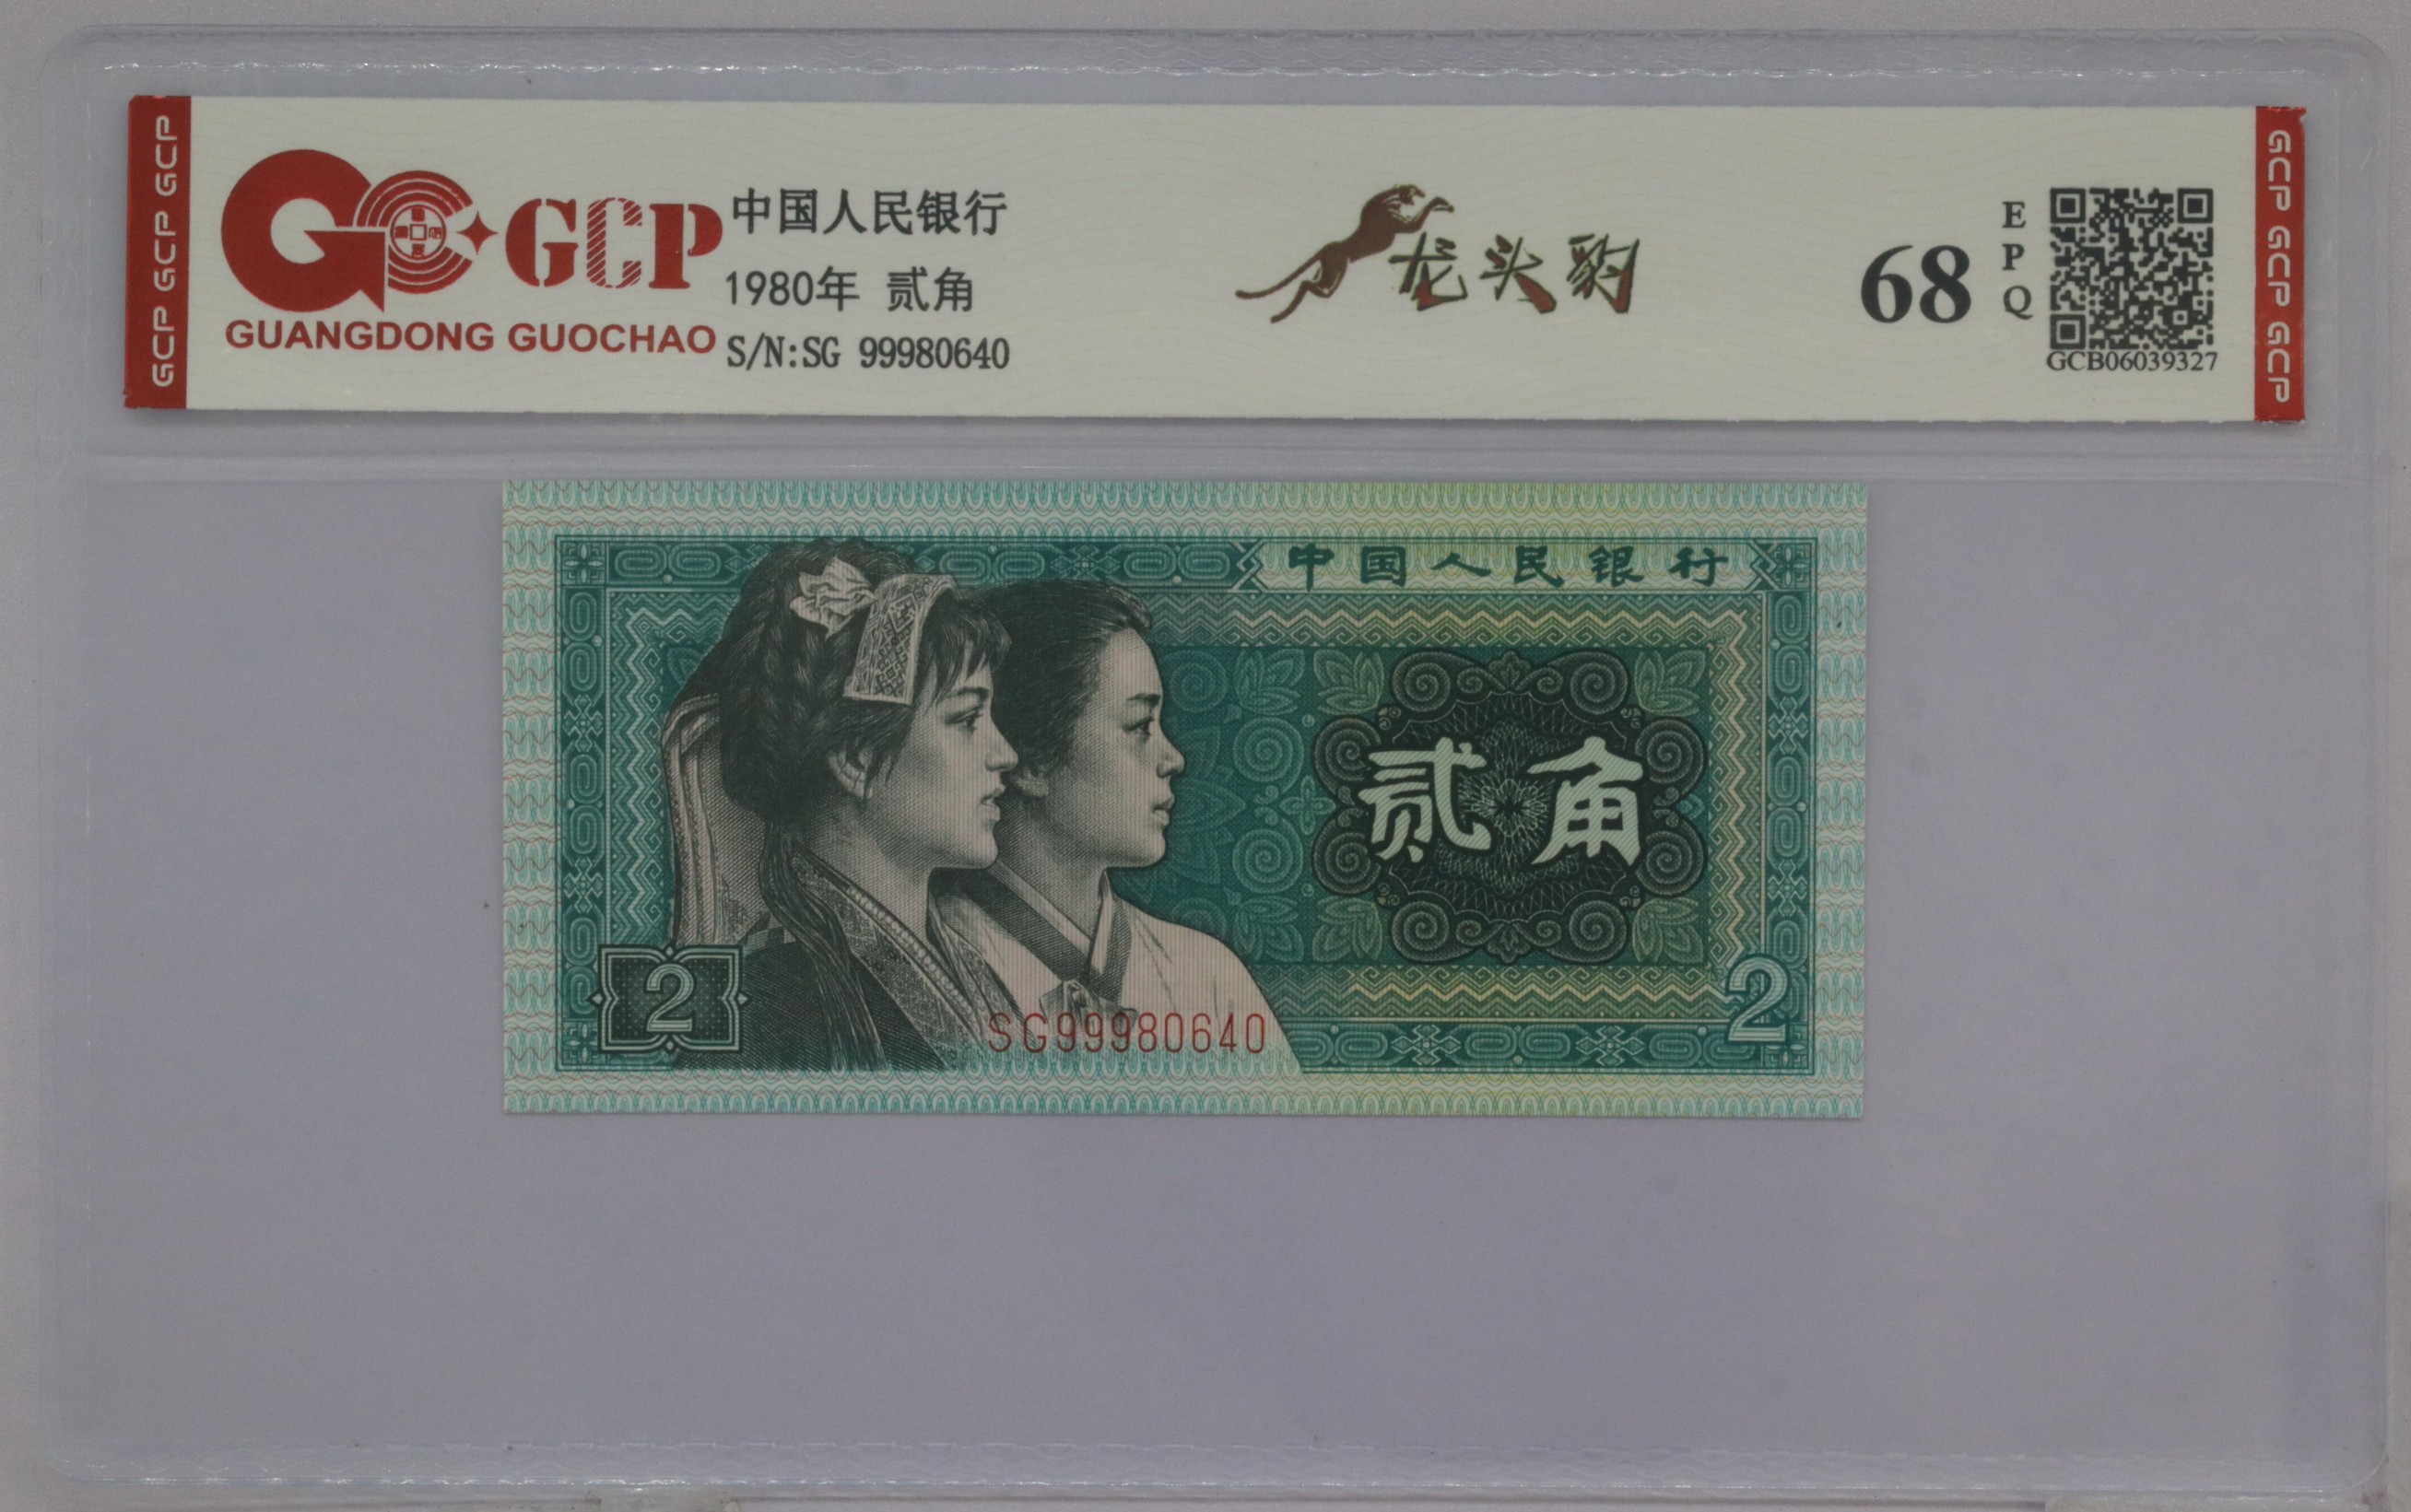 GCP GCP GCP
GCP
GUANGDONG GUOCHAO
中国人民银行
1980年 贰角
S/N:SG 99980640
龙头豹
68
EPQ
GCB06039327
GCP GCP GCP
中国人民银行
贰角
2
SG99980640
2